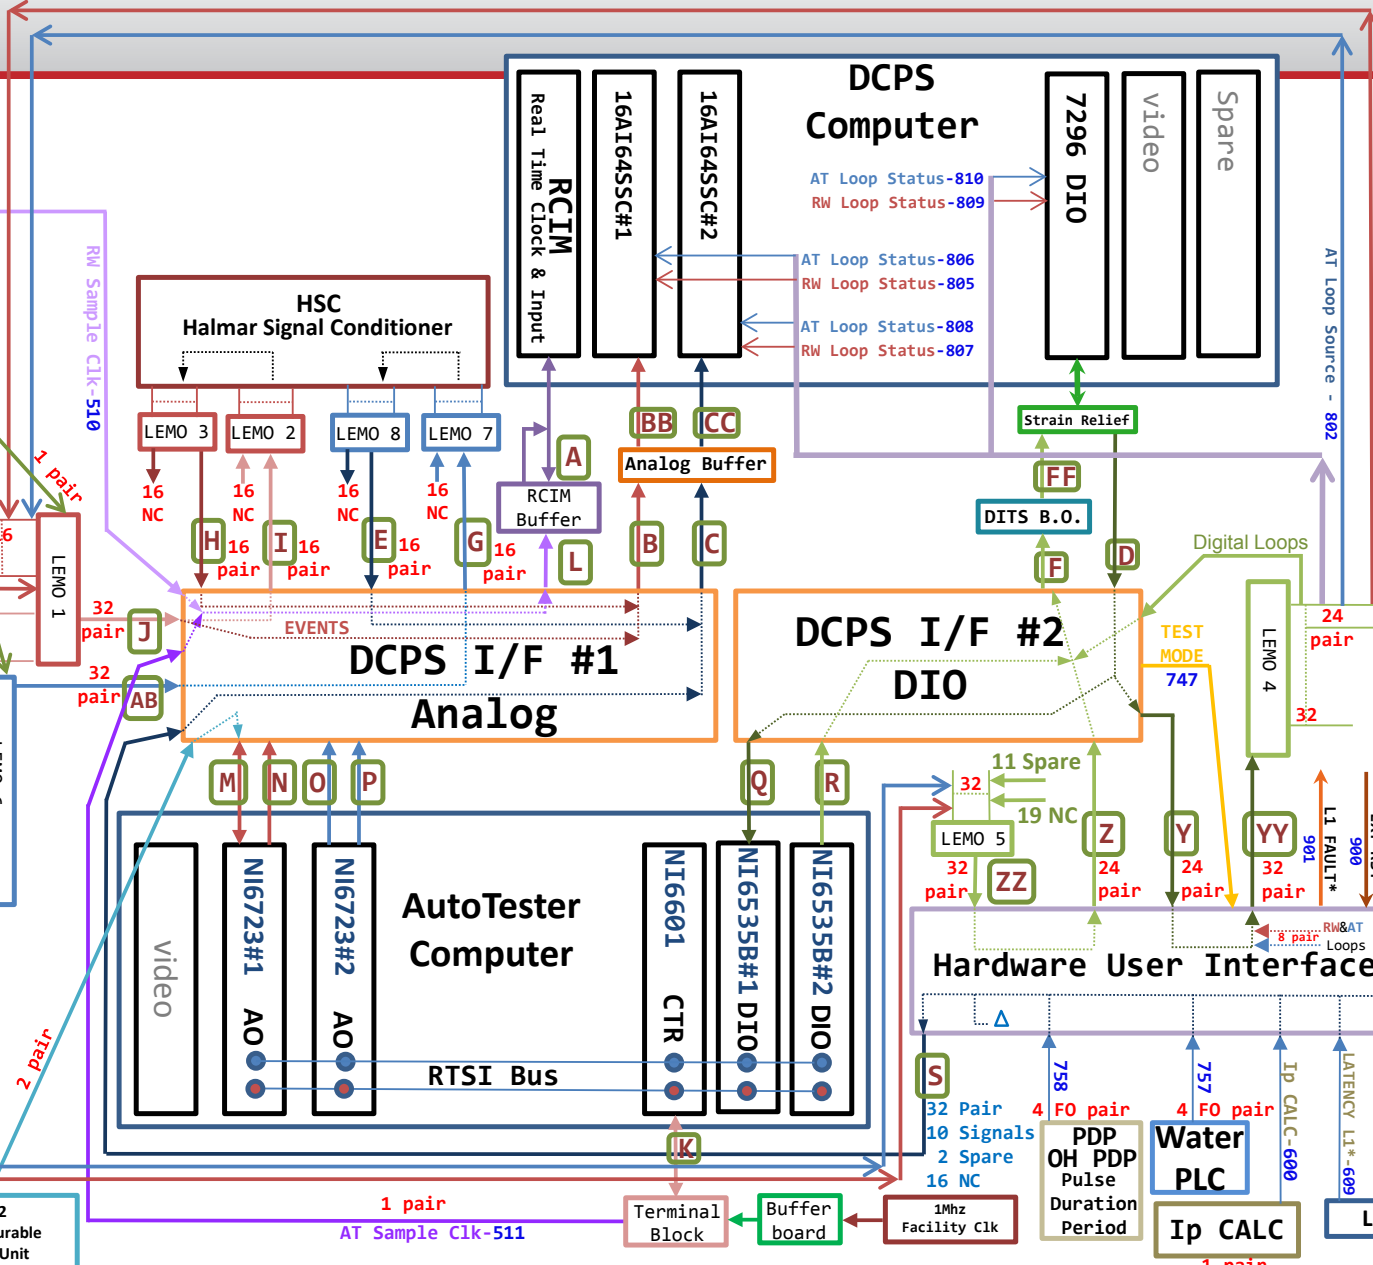 DCPS
Computer
Real Time Clock & Input
RCIM
16AI64SSC#1
16AI64SSC#2
7296 DIO
video
Spare
AT Loop Status-810
RW Loop Status-809
AT Loop Status-806
RW Loop Status-805
AT Loop Status-808
RW Loop Status-807
RW Sample Clk-510
AT Loop Source - 802
HSC
Halmar Signal Conditioner
LEMO 3
LEMO 2
LEMO 8
LEMO 7
16
NC
16
NC
16
NC
16
NC
H
16
pair
I
16
pair
E
16
pair
G
16
pair
A
RCIM
Buffer
L
BB
CC
Analog Buffer
B
C
Strain Relief
FF
DITS B.O.
F
D
Digital Loops
1 pair
6
LEMO 1
32
pair
J
32
pair
AB
EVENTS
DCPS I/F #1
Analog
DCPS I/F #2
DIO
TEST
MODE
747
LEMO 4
24
pair
32
M
N
O
P
Q
R
11 Spare
32
19 NC
LEMO 5
32
pair
ZZ
Z
24
pair
Y
24
pair
YY
32
pair
L1 FAULT*
901
900
video
NI6723#1 AO
NI6723#2 AO
AutoTester
Computer
NI6601 CTR
NI6535B#1 DIO
NI6535B#2 DIO
RTSI Bus
RW&AT
8 pair
Loops
Hardware User Interface
Δ
S
32 Pair
10 Signals
2 Spare
16 NC
758
4 FO pair
PDP
OH PDP
Pulse
Duration
Period
757
4 FO pair
Water
PLC
Ip CALC-600
Ip CALC
LATENCY L1*-609
L
2 pair
K
1 pair
AT Sample Clk-511
Terminal
Block
Buffer
board
1Mhz
Facility Clk
2
urable
Unit
1 pair